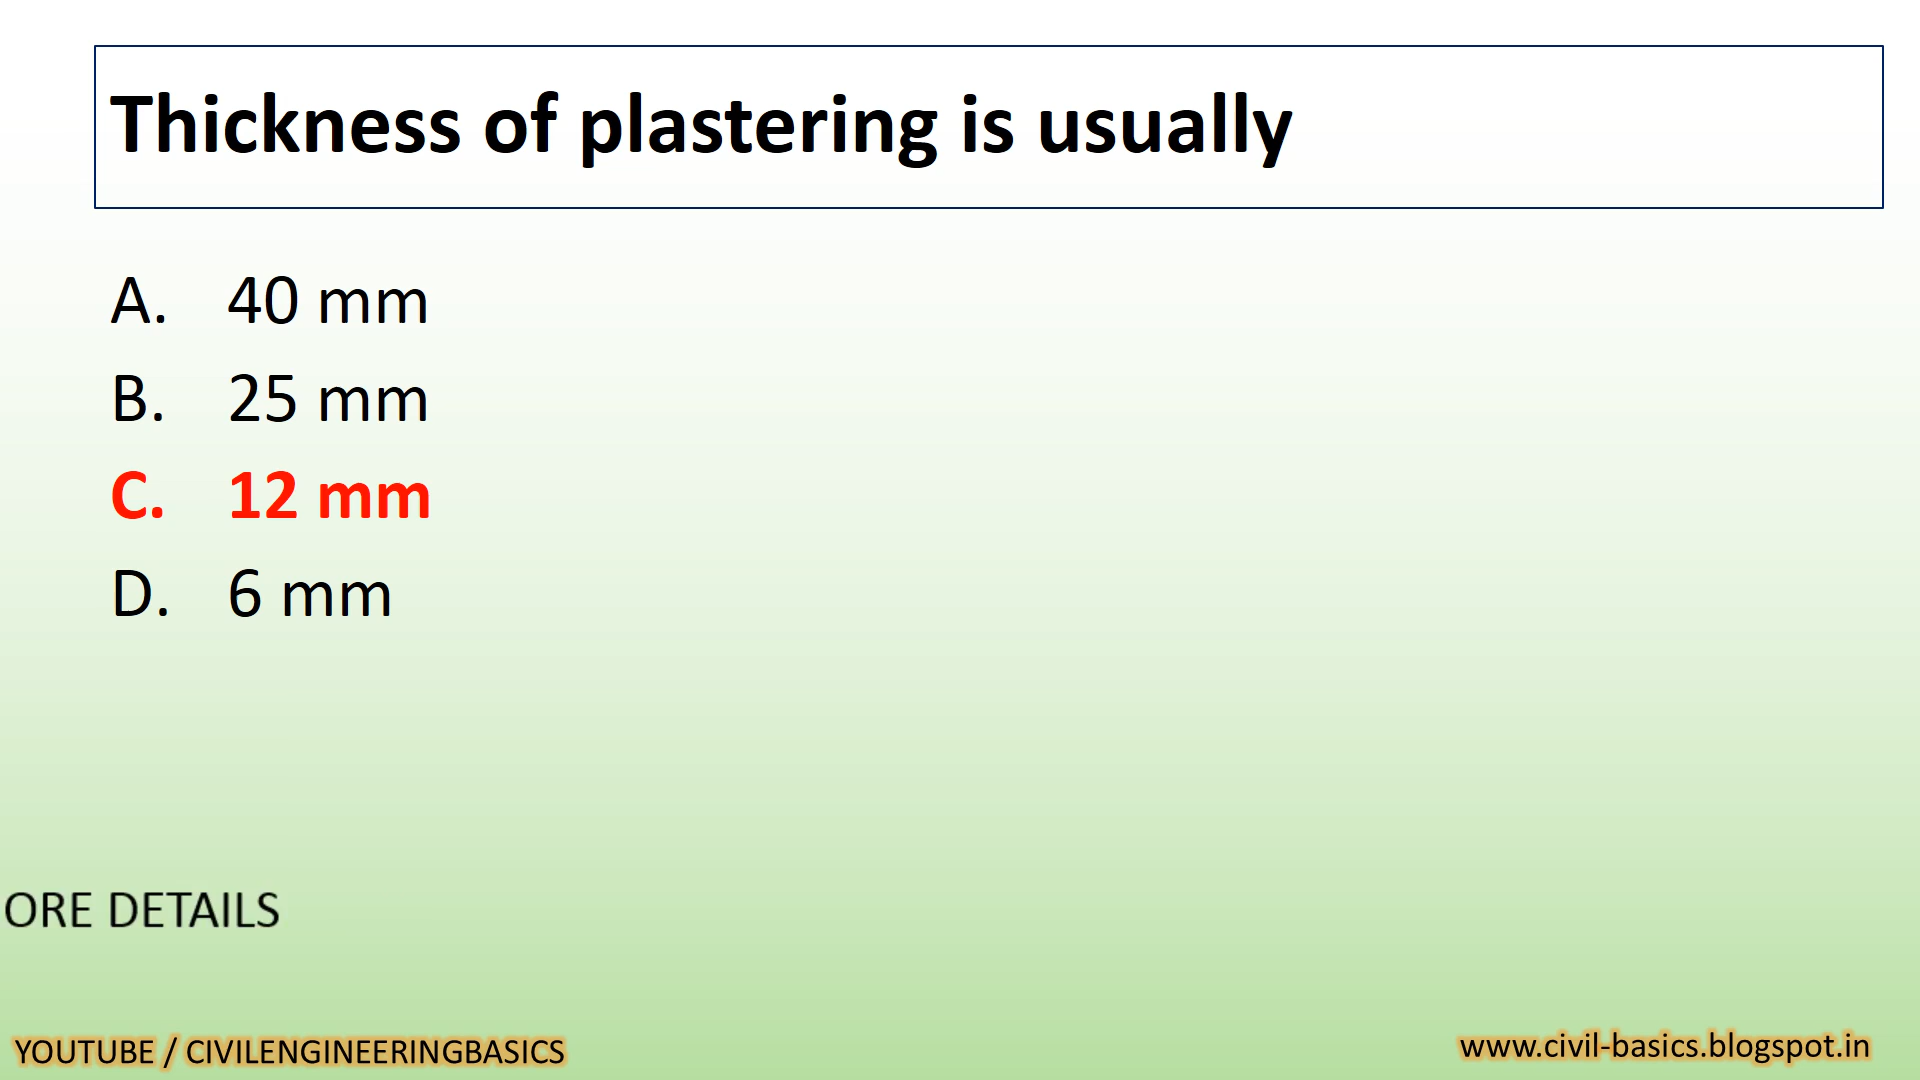 Thickness of plastering is usually
A. 40 mm
B. 25 mm
C. 12 mm
D. 6 mm
ORE DETAILS
YOUTUBE / CIVILENGINEERINGBASICS
www.civil-basics.blogspot.in